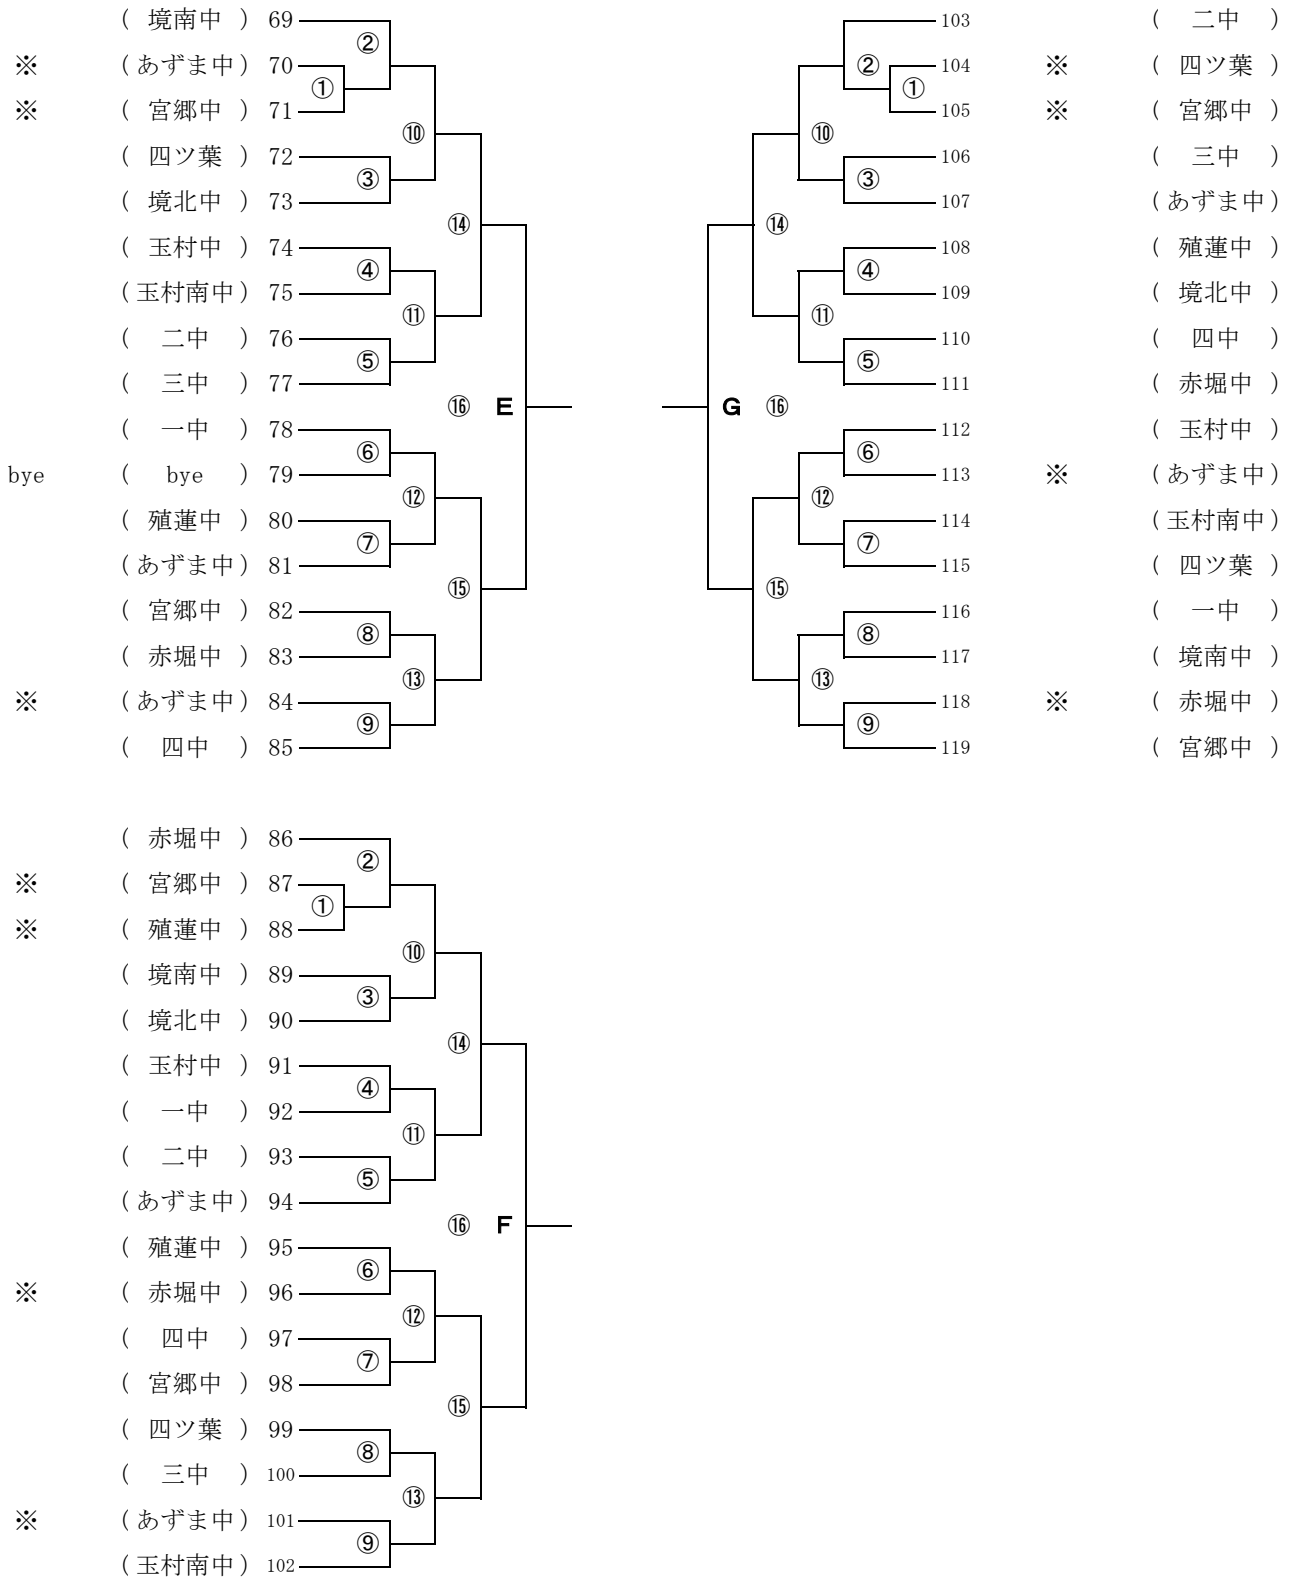 ( 境南中 ) 69
※ (あずま中) 70
※ ( 宮郷中 ) 71
( 四ツ葉 ) 72
( 境北中 ) 73
( 玉村中 ) 74
(玉村南中) 75
( 二中 ) 76
( 三中 ) 77
( 一中 ) 78
bye ( bye ) 79
( 殖蓮中 ) 80
(あずま中) 81
( 宮郷中 ) 82
( 赤堀中 ) 83
※ (あずま中) 84
( 四中 ) 85
②
①
⑩
③
⑭
④
⑪
⑤
⑯ E
⑥
⑫
⑦
⑮
⑧
⑬
⑨
103 ( 二中 )
104 ※ ( 四ツ葉 )
105 ※ ( 宮郷中 )
106 ( 三中 )
107 (あずま中)
108 ( 殖蓮中 )
109 ( 境北中 )
110 ( 四中 )
111 ( 赤堀中 )
112 ( 玉村中 )
113 ※ (あずま中)
114 (玉村南中)
115 ( 四ツ葉 )
116 ( 一中 )
117 ( 境南中 )
118 ※ ( 赤堀中 )
119 ( 宮郷中 )
② ①
⑩
③
⑭
④
⑪
⑤
G ⑯
⑥
⑫
⑦
⑮
⑧
⑬
⑨
( 赤堀中 ) 86
※ ( 宮郷中 ) 87
※ ( 殖蓮中 ) 88
( 境南中 ) 89
( 境北中 ) 90
( 玉村中 ) 91
( 一中 ) 92
( 二中 ) 93
(あずま中) 94
( 殖蓮中 ) 95
※ ( 赤堀中 ) 96
( 四中 ) 97
( 宮郷中 ) 98
( 四ツ葉 ) 99
( 三中 ) 100
※ (あずま中) 101
(玉村南中) 102
②
①
⑩
③
⑭
④
⑪
⑤
⑯ F
⑥
⑫
⑦
⑮
⑧
⑬
⑨